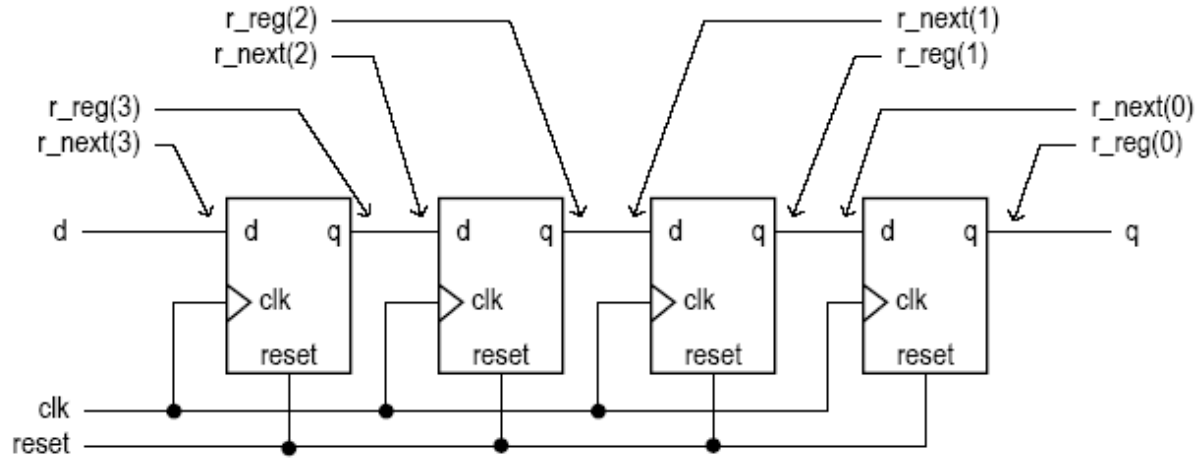 r_reg(2)
r_next(1)
r_next(2)
r_reg(1)
r_reg(3)
r_next(0)
r_next(3)
r_reg(0)
d
d
q
d
q
d
q
d
q
q
clk
clk
clk
clk
reset
reset
reset
reset
clk
reset